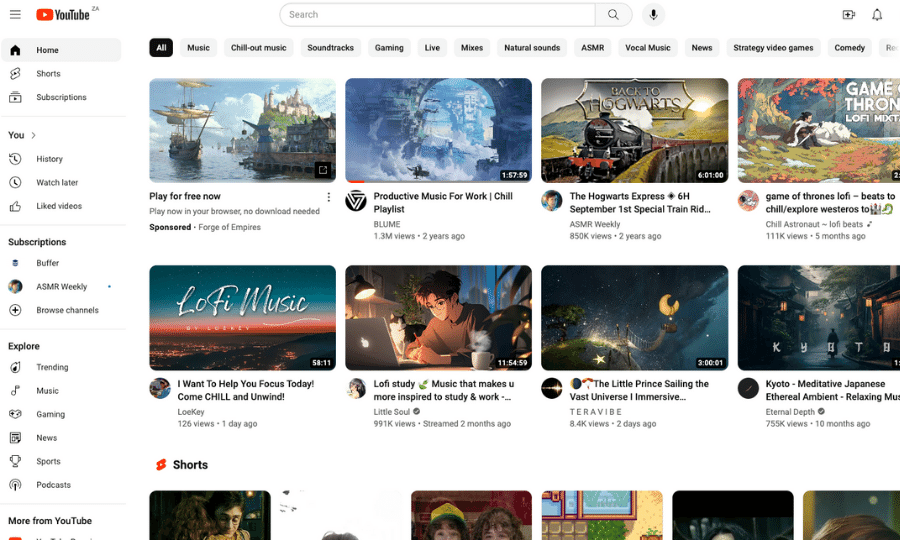 YouTube ZA
Search
Home
Shorts
Subscriptions
You
History
Watch later
Liked videos
Subscriptions
Buffer
ASMR Weekly
Browse channels
Explore
Trending
Music
Gaming
News
Sports
Podcasts
More from YouTube
All Music Chill-out music Soundtracks Gaming Live Mixes Natural sounds ASMR Vocal Music News Strategy video games Comedy
Play for free now
Play now in your browser, no download needed
Sponsored · Forge of Empires
1:57:59
Productive Music For Work | Chill
Playlist
BLUME
1.3M views • 2 years ago
BACK TO
HOGWARTS
6:01:00
The Hogwarts Express ◈ 6H
September 1st Special Train Rid...
ASMR Weekly
850K views • 2 years ago
GAME O
THRON
LOFI MIXT
2:
game of thrones lofi ~ beats to
chill/explore westeros to🏰🐉
Chill Astronaut ~ lofi beats
111K views • 5 months ago
LoFi Music
BY LOEKEY
58:11
I Want To Help You Focus Today!
Come CHILL and Unwind!
LoeKey
126 views • 1 day ago
11:54:59
Lofi study 🌿 Music that makes u
more inspired to study & work -...
Little Soul
991K views • Streamed 2 months ago
3:00:01
The Little Prince Sailing the
Vast Universe I Immersive...
T E R A V I B E
8.4K views • 2 days ago
K Y O T O
Kyoto - Meditative Japanese
Ethereal Ambient - Relaxing Mus
Eternal Depth
755K views • 10 months ago
Shorts